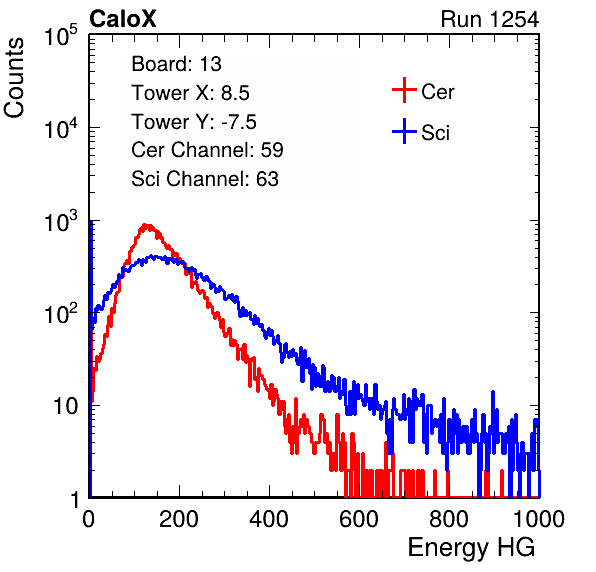 CaloX Run 1254
Counts
10^5
10^4
10^3
10^2
10
1
Board: 13
Tower X: 8.5
Tower Y: -7.5
Cer Channel: 59
Sci Channel: 63
Cer
Sci
0 200 400 600 800 1000
Energy HG